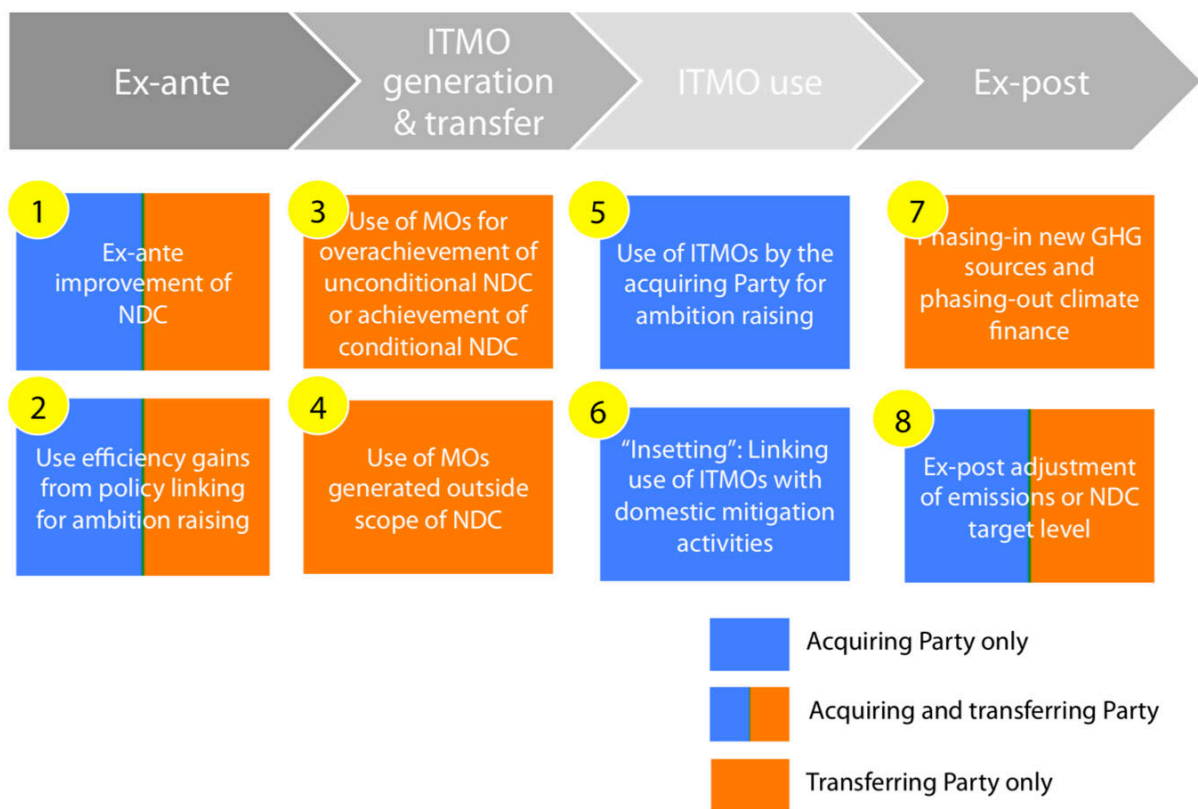 Ex-ante
ITMO
generation
& transfer
ITMO use
Ex-post
1
Ex-ante
improvement of
NDC
3
Use of MOs for
overachievement of
unconditional NDC
or achievement of
conditional NDC
5
Use of ITMOs by the
acquiring Party for
ambition raising
7
Phasing-in new GHG
sources and
phasing-out climate
finance
2
Use efficiency gains
from policy linking
for ambition raising
4
Use of MOs
generated outside
scope of NDC
6
“Insetting”: Linking
use of ITMOs with
domestic mitigation
activities
8
Ex-post adjustment
of emissions or NDC
target level
Acquiring Party only
Acquiring and transferring Party
Transferring Party only